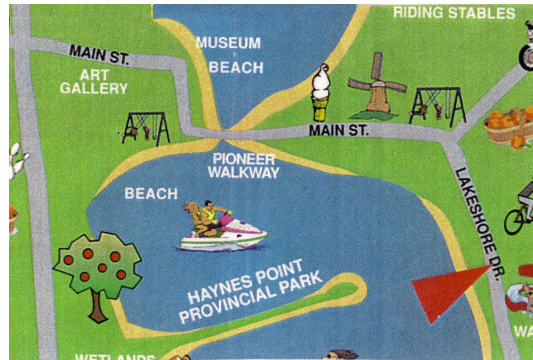 RIDING STABLES
MUSEUM
BEACH
MAIN ST.
ART
GALLERY
MAIN ST.
PIONEER
WALKWAY
BEACH
LAKESHORE DR.
HAYNES POINT
PROVINCIAL PARK
WETLANDS